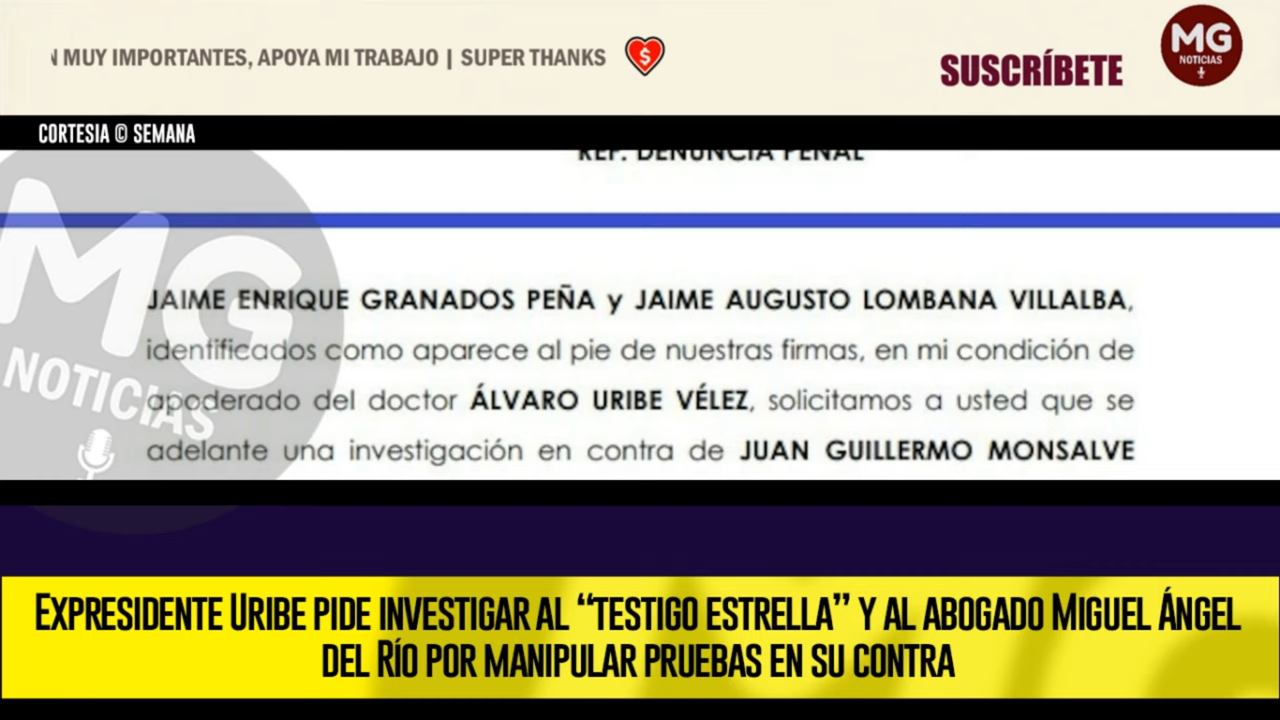 MUY IMPORTANTES, APOYA MI TRABAJO | SUPER THANKS
$
SUSCRÍBETE
MG
NOTICIAS
CORTESIA © SEMANA
REF. DENUNCIA PENAL
MG
NOTICIAS
JAIME ENRIQUE GRANADOS PEÑA y JAIME AUGUSTO LOMBANA VILLALBA,
identificados como aparece al pie de nuestras firmas, en mi condición de
apoderado del doctor ÁLVARO URIBE VÉLEZ, solicitamos a usted que se
adelante una investigación en contra de JUAN GUILLERMO MONSALVE
EXPRESIDENTE URIBE PIDE INVESTIGAR AL “TESTIGO ESTRELLA” Y AL ABOGADO MIGUEL ÁNGEL
DEL RÍO POR MANIPULAR PRUEBAS EN SU CONTRA